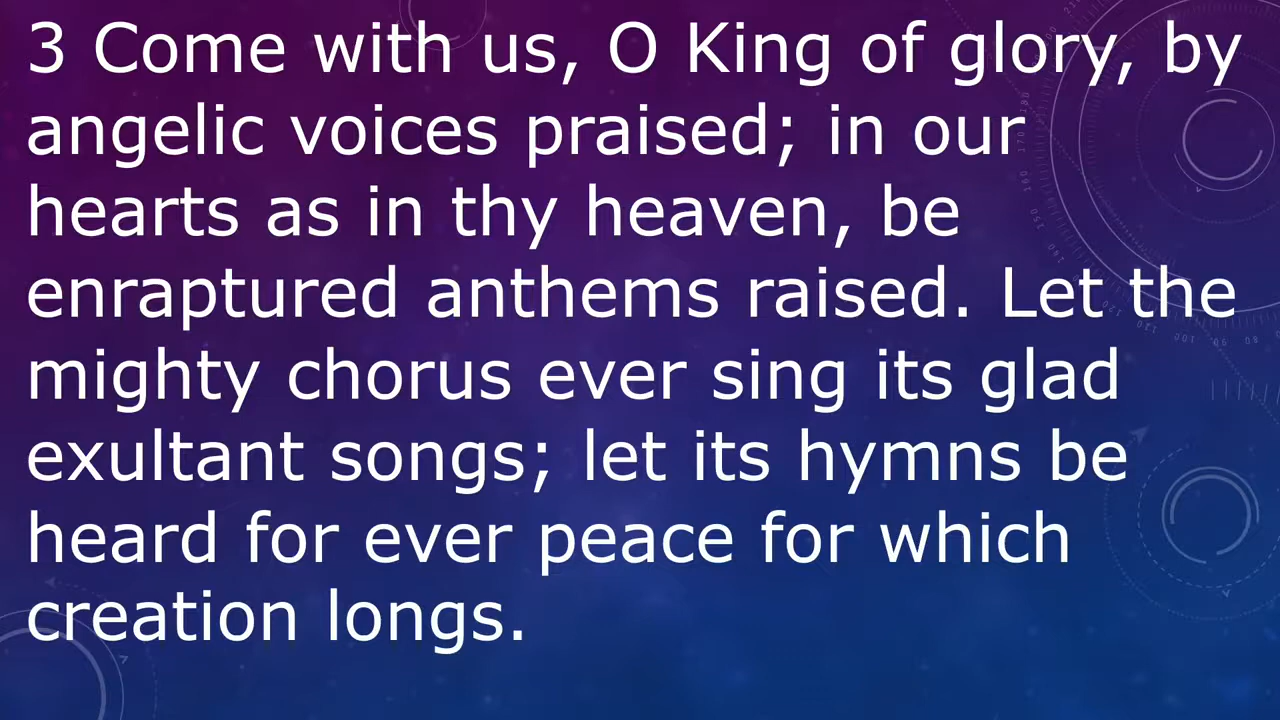 3 Come with us, O King of glory, by
angelic voices praised; in our
hearts as in thy heaven, be
enraptured anthems raised. Let the
mighty chorus ever sing its glad
exultant songs; let its hymns be
heard for ever peace for which
creation longs.